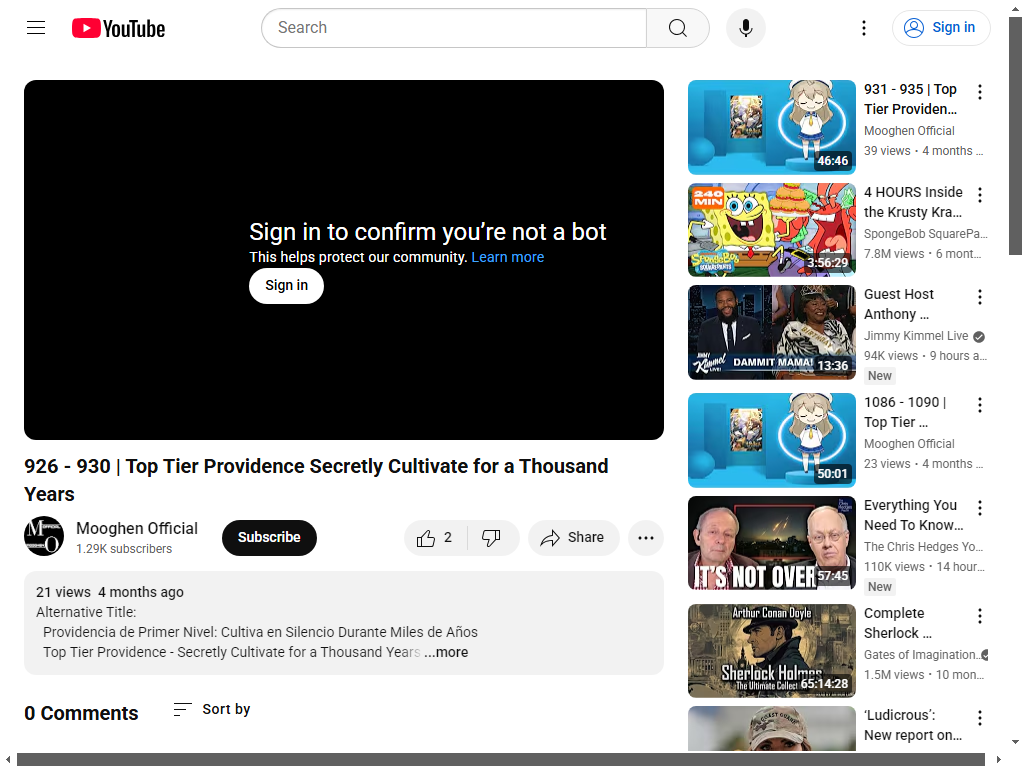 YouTube
Search
Sign in
Sign in to confirm you're not a bot
This helps protect our community. Learn more
Sign in
926 - 930 | Top Tier Providence Secretly Cultivate for a Thousand
Years
Mooghen Official
1.29K subscribers
Subscribe
2
Share
21 views 4 months ago
Alternative Title:
Providencia de Primer Nivel: Cultiva en Silencio Durante Miles de Años
Top Tier Providence - Secretly Cultivate for a Thousand Years ...more
0 Comments
Sort by
46:46
931 - 935 | Top
Tier Providen...
Mooghen Official
39 views • 4 months ...
240
MIN
SpongeBob
SQUAREPANTS
3:56:29
4 HOURS Inside
the Krusty Kra...
SpongeBob SquarePa...
7.8M views • 6 mont...
BIRTHDAY
JIMMY
Kimmel
LIVE!
DAMMIT MAMA!
13:36
Guest Host
Anthony ...
Jimmy Kimmel Live
94K views • 9 hours a...
New
50:01
1086 - 1090 |
Top Tier ...
Mooghen Official
23 views • 4 months ...
IT'S NOT OVER
57:45
Everything You
Need To Know...
The Chris Hedges Yo...
110K views • 14 hour...
New
Arthur Conan Doyle
Sherlock Holmes
The Ultimate Collect
65:14:28
Complete
Sherlock ...
Gates of Imagination...
1.5M views • 10 mon...
GUEST GUARD
'Ludicrous':
New report on...